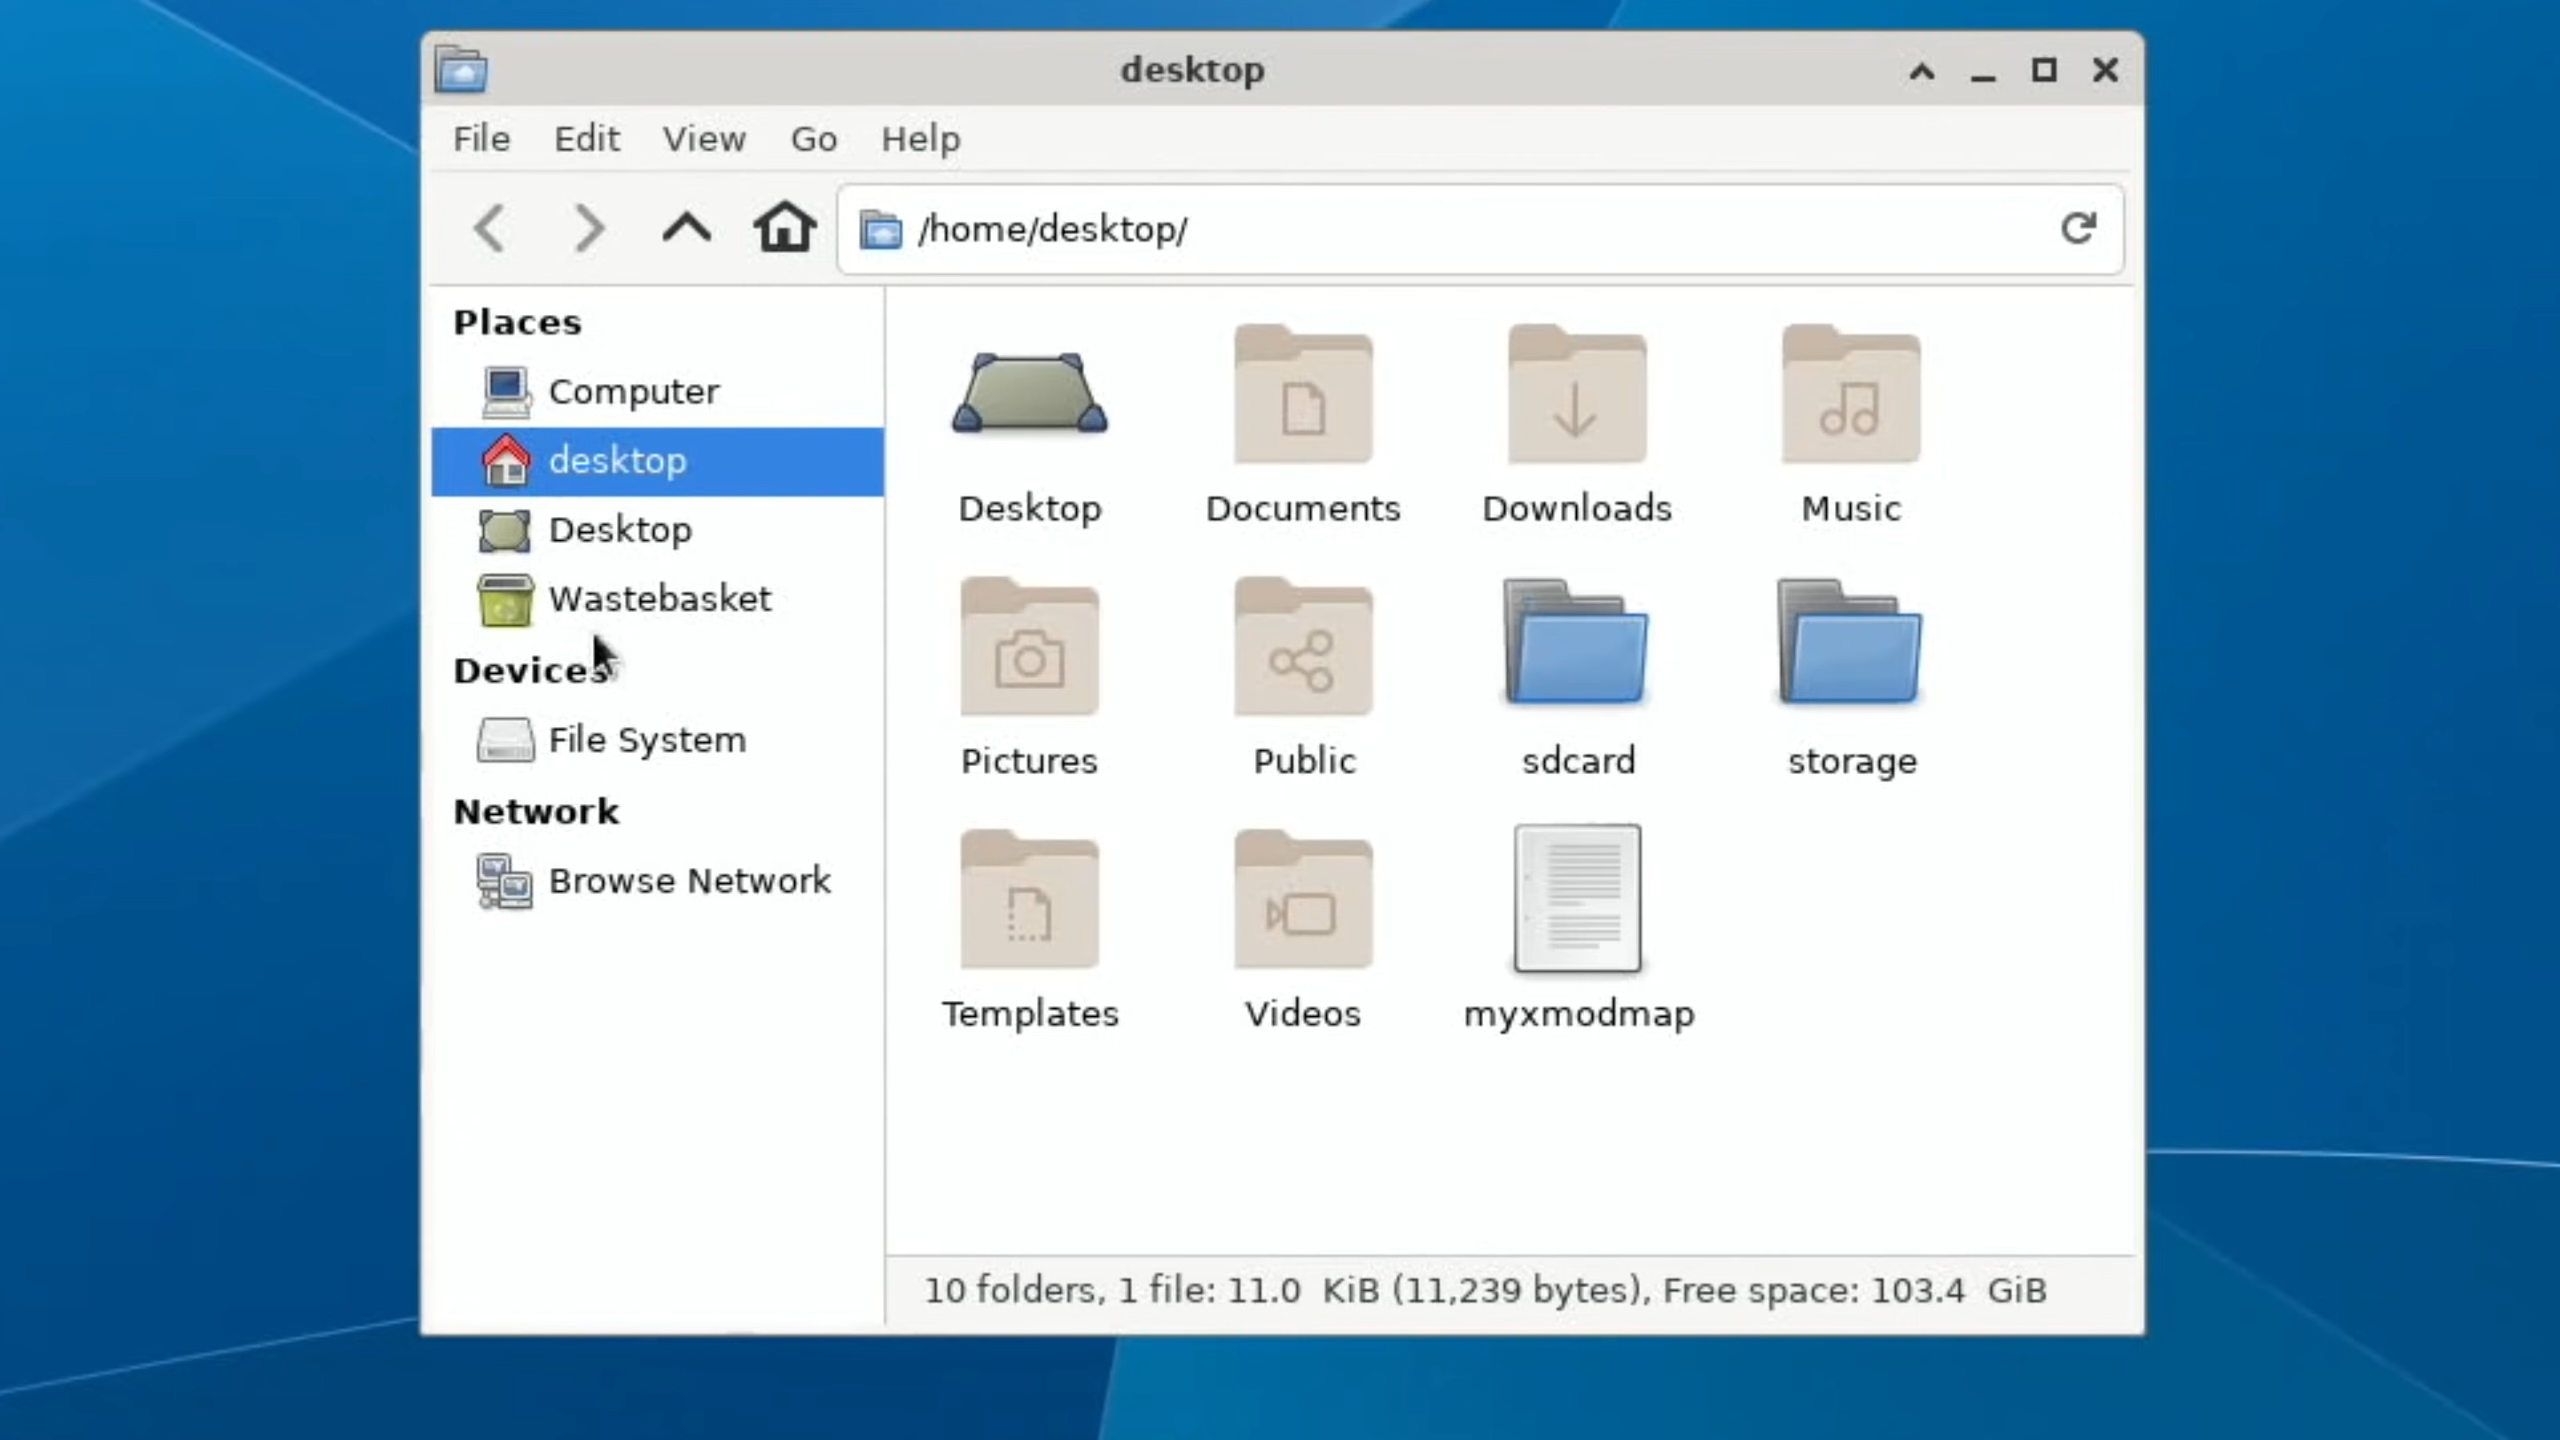 desktop
File Edit View Go Help
/home/desktop/
Places
Computer
desktop
Desktop
Wastebasket
Devices
File System
Network
Browse Network
Desktop Documents Downloads Music
Pictures Public sdcard storage
Templates Videos myxmodmap
10 folders, 1 file: 11.0 KiB (11,239 bytes), Free space: 103.4 GiB